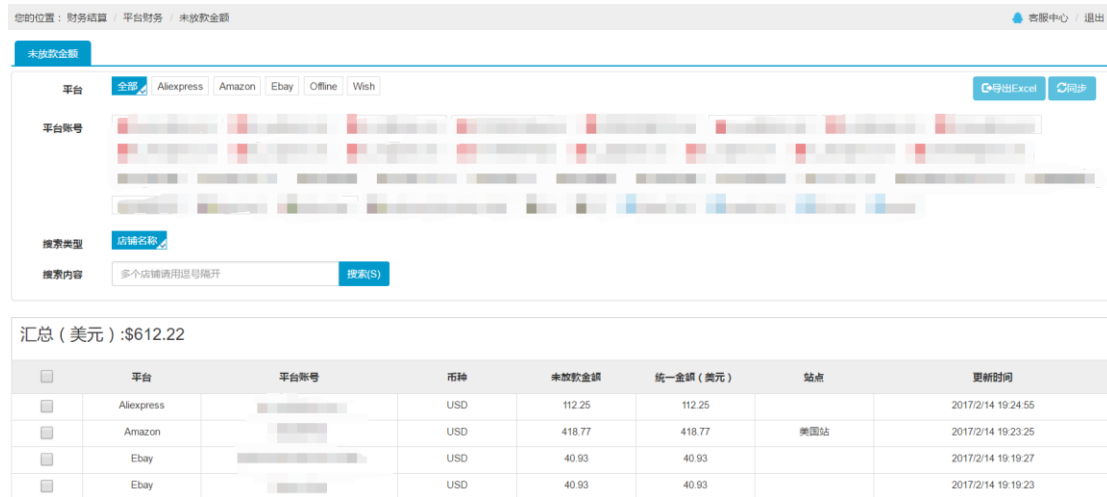 您的位置： 财务结算 / 平台财务 / 未放款金额 客服中心 / 退出
未放款金额
平台 全部 Aliexpress Amazon Ebay Offline Wish 导出Excel 同步
平台账号
搜索类型 店铺名称
搜索内容 多个店铺请用逗号隔开 搜索(S)
汇总（美元）:$612.22
平台 平台账号 币种 未放款金额 统一金额（美元） 站点 更新时间
Aliexpress USD 112.25 112.25 2017/2/14 19:24:55
Amazon USD 418.77 418.77 美国站 2017/2/14 19:23:25
Ebay USD 40.93 40.93 2017/2/14 19:19:27
Ebay USD 40.93 40.93 2017/2/14 19:19:23